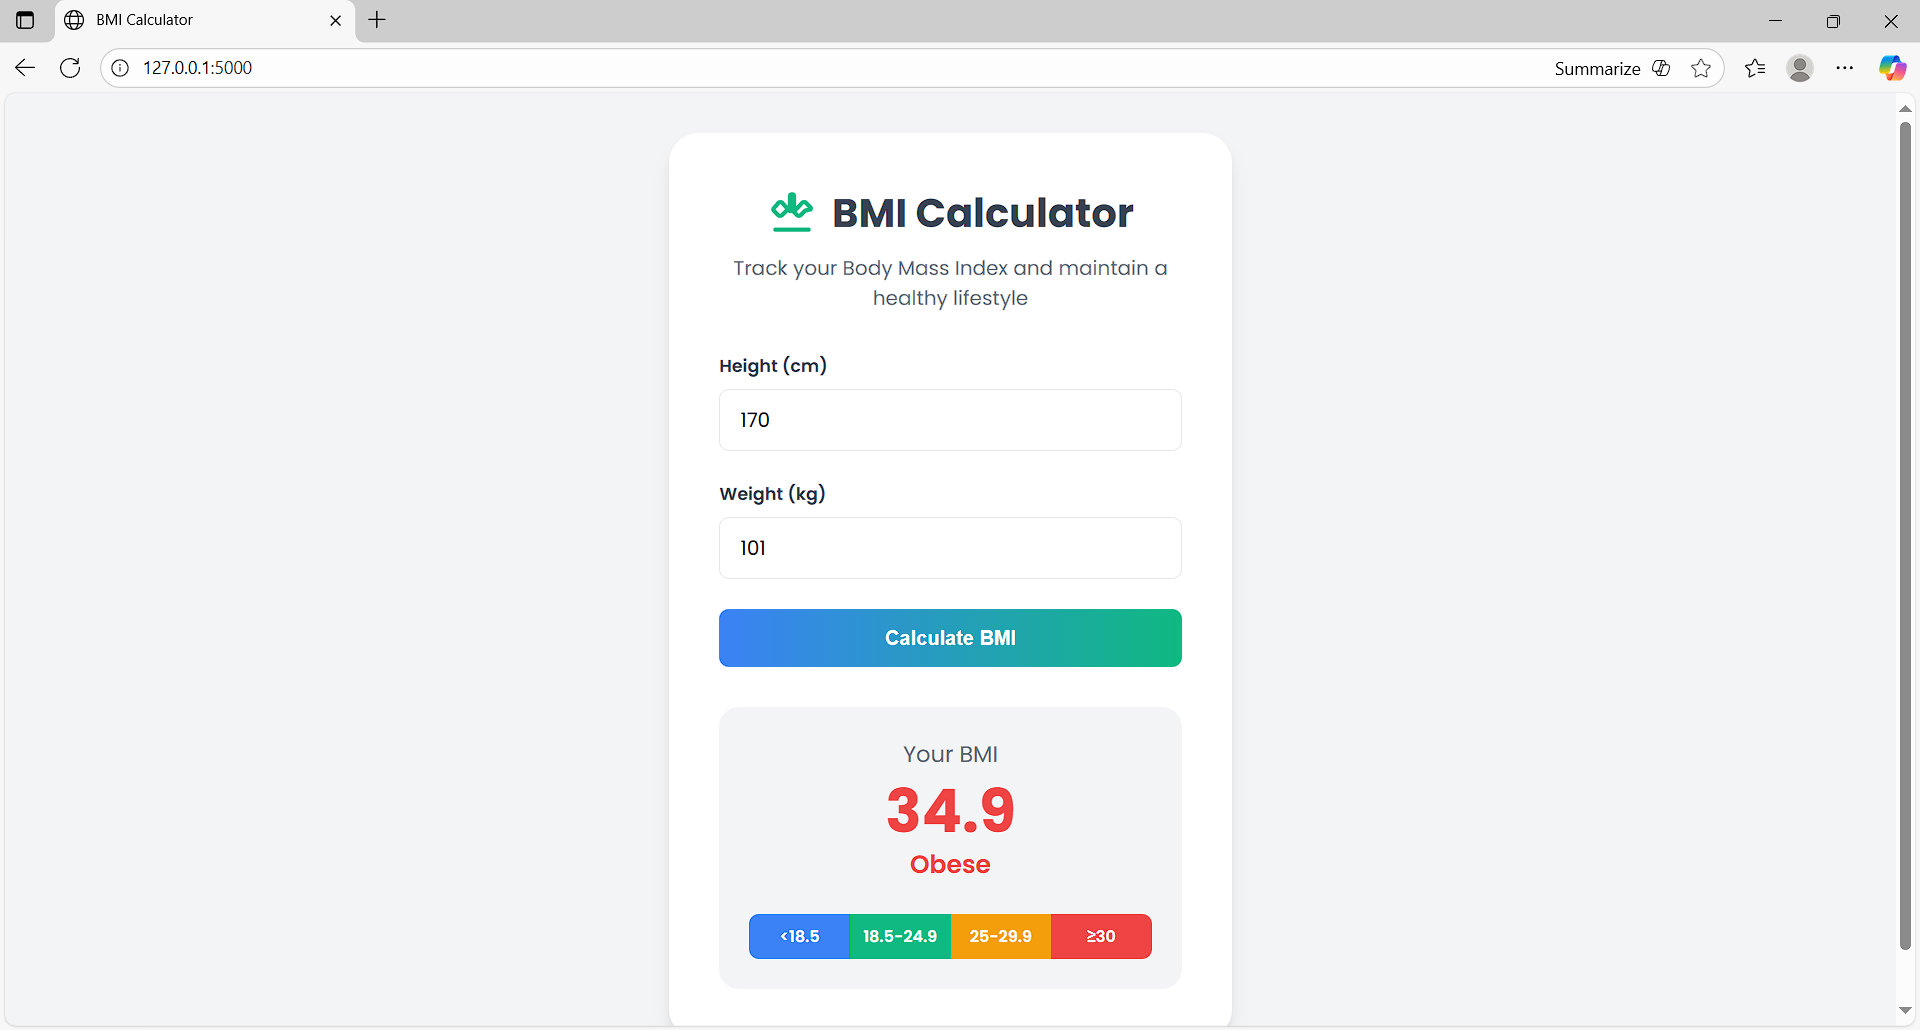 BMI Calculator
127.0.0.1:5000
Summarize
BMI Calculator
Track your Body Mass Index and maintain a
healthy lifestyle
Height (cm)
170
Weight (kg)
101
Calculate BMI
Your BMI
34.9
Obese
<18.5 18.5-24.9 25-29.9 ≥30